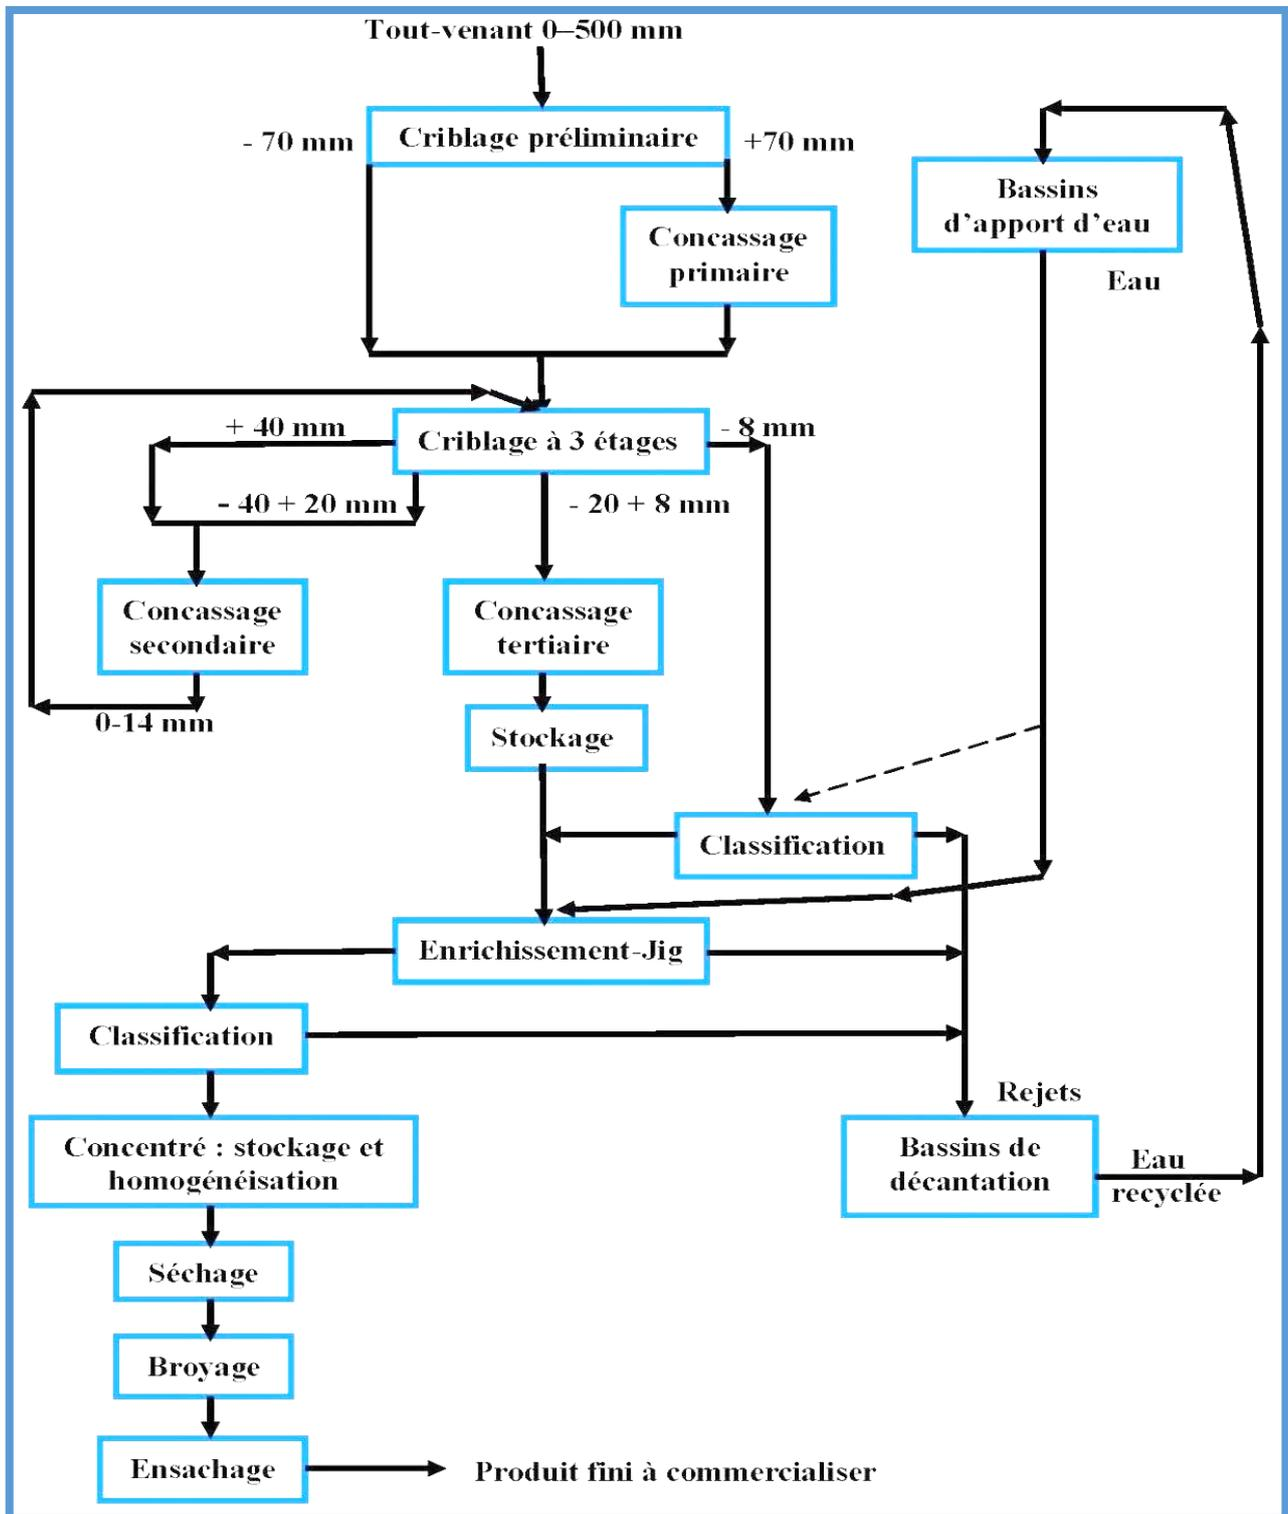 Tout-venant 0–500 mm
- 70 mm
Criblage préliminaire
+70 mm
Bassins
d’apport d’eau
Concassage
primaire
Eau
+ 40 mm
Criblage à 3 étages
- 8 mm
- 40 + 20 mm
- 20 + 8 mm
Concassage
secondaire
Concassage
tertiaire
0-14 mm
Stockage
Classification
Enrichissement-Jig
Classification
Rejets
Concentré : stockage et
homogénéisation
Bassins de
décantation
Eau
recyclée
Séchage
Broyage
Ensachage
Produit fini à commercialiser